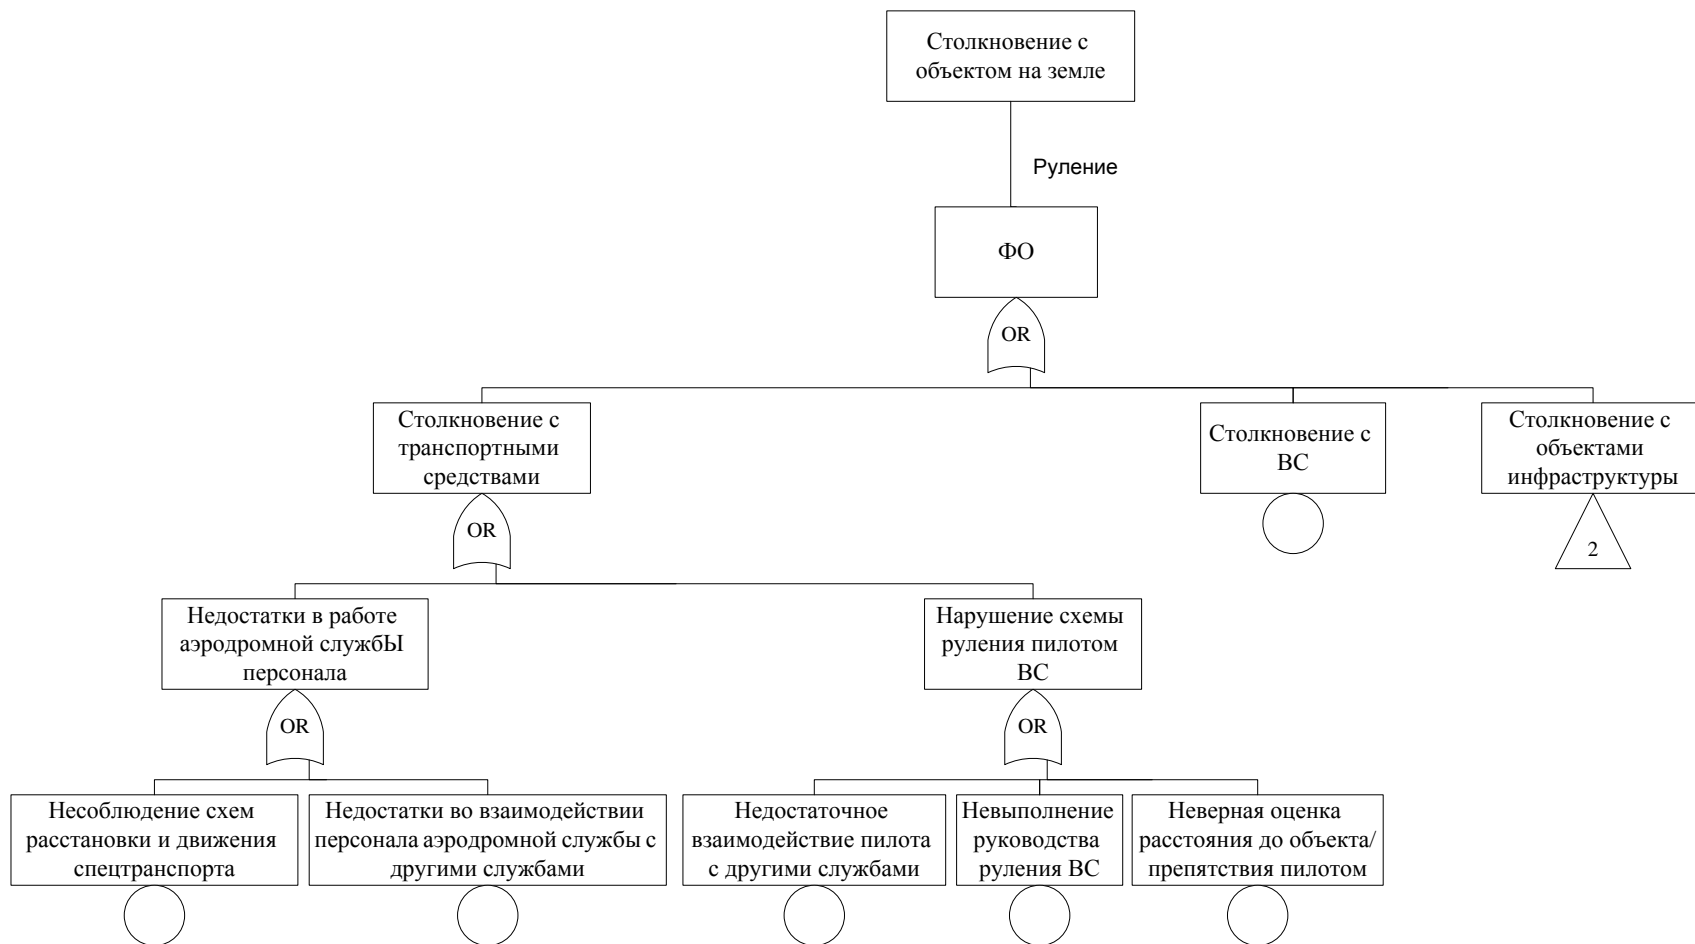 Столкновение с
объектом на земле
Руление
ФО
OR
Столкновение с
транспортными
средствами
Столкновение с
ВС
Столкновение с
объектами
инфраструктуры
OR
2
Недостатки в работе
аэродромной службЫ
персонала
Нарушение схемы
руления пилотом
ВС
OR
OR
Несоблюдение схем
расстановки и движения
спецтранспорта
Недостатки во взаимодействии
персонала аэродромной службы с
другими службами
Недостаточное
взаимодействие пилота
с другими службами
Невыполнение
руководства
руления ВС
Неверная оценка
расстояния до объекта/
препятствия пилотом